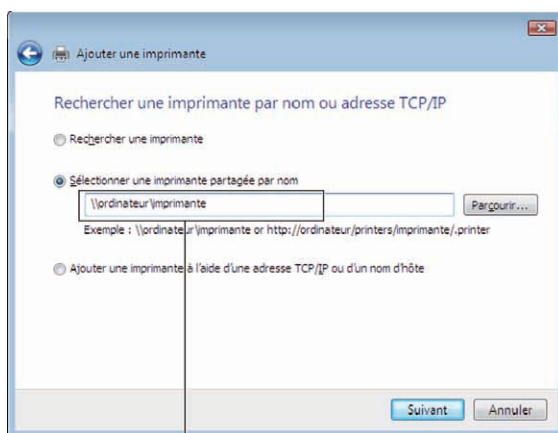 Ajouter une imprimante
Rechercher une imprimante par nom ou adresse TCP/IP
Rechercher une imprimante
Sélectionner une imprimante partagée par nom
\\ordinateur\imprimante
Parcourir...
Exemple : \\ordinateur\imprimante or http://ordinateur/printers/imprimante/.printer
Ajouter une imprimante à l'aide d'une adresse TCP/IP ou d'un nom d'hôte
Suivant Annuler